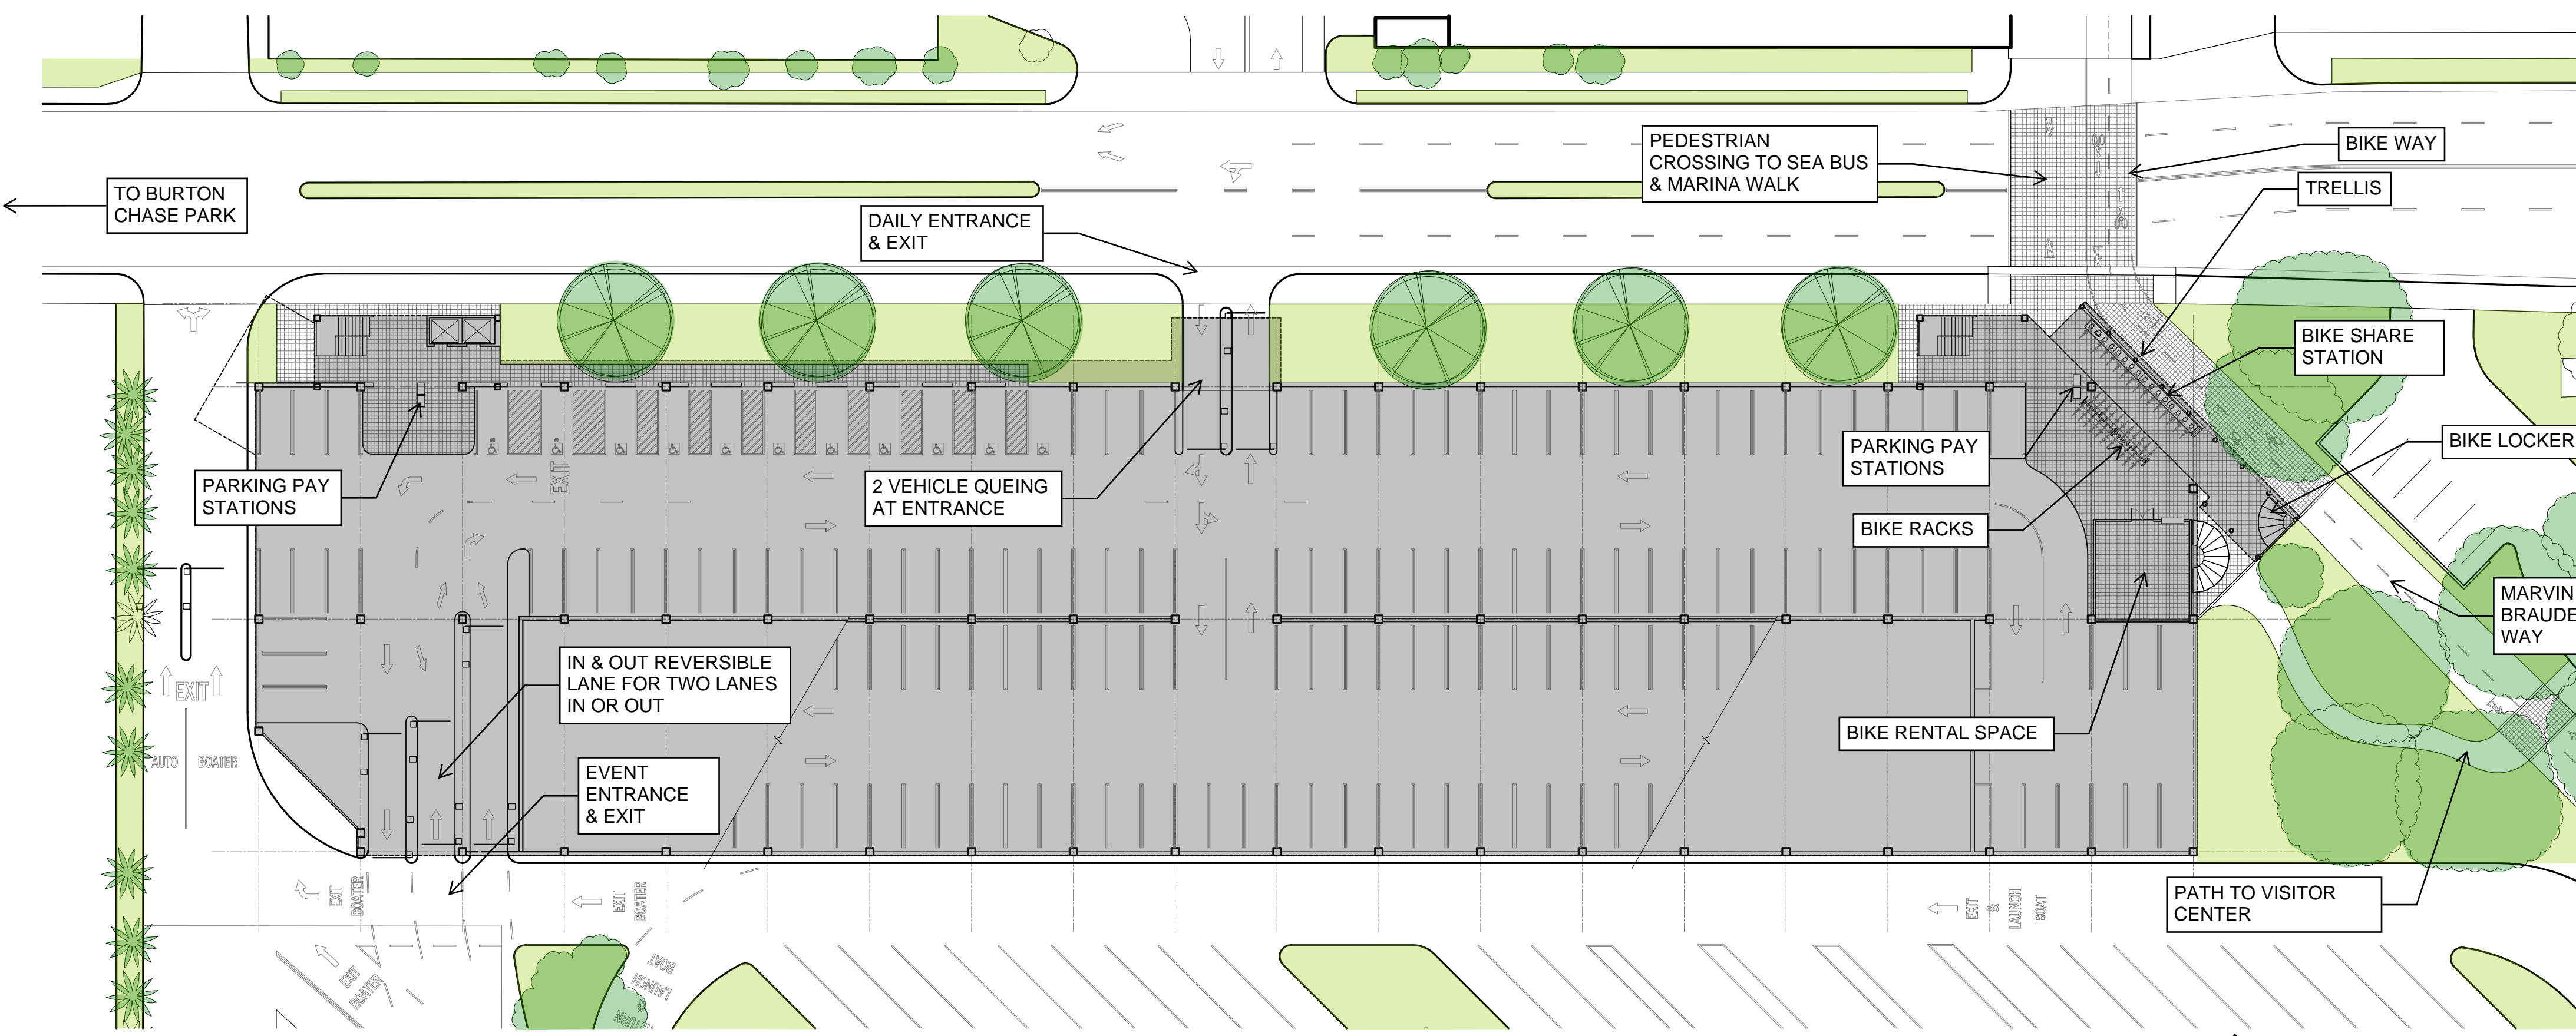 PEDESTRIAN
CROSSING TO SEA BUS
& MARINA WALK
BIKE WAY
TO BURTON
CHASE PARK
TRELLIS
DAILY ENTRANCE
& EXIT
BIKE SHARE
STATION
PARKING PAY
STATIONS
2 VEHICLE QUEING
AT ENTRANCE
PARKING PAY
STATIONS
BIKE LOCKER
EXIT
BIKE RACKS
MARVIN
BRAUDE
WAY
IN & OUT REVERSIBLE
LANE FOR TWO LANES
IN OR OUT
EXIT
BIKE RENTAL SPACE
AUTO
BOATER
EVENT
ENTRANCE
& EXIT
EXIT
BOATER
EXIT
BOATER
EXIT
&
LAUNCH
BOAT
PATH TO VISITOR
CENTER
EXIT
BOATER
BOAT
LAUNCH
&